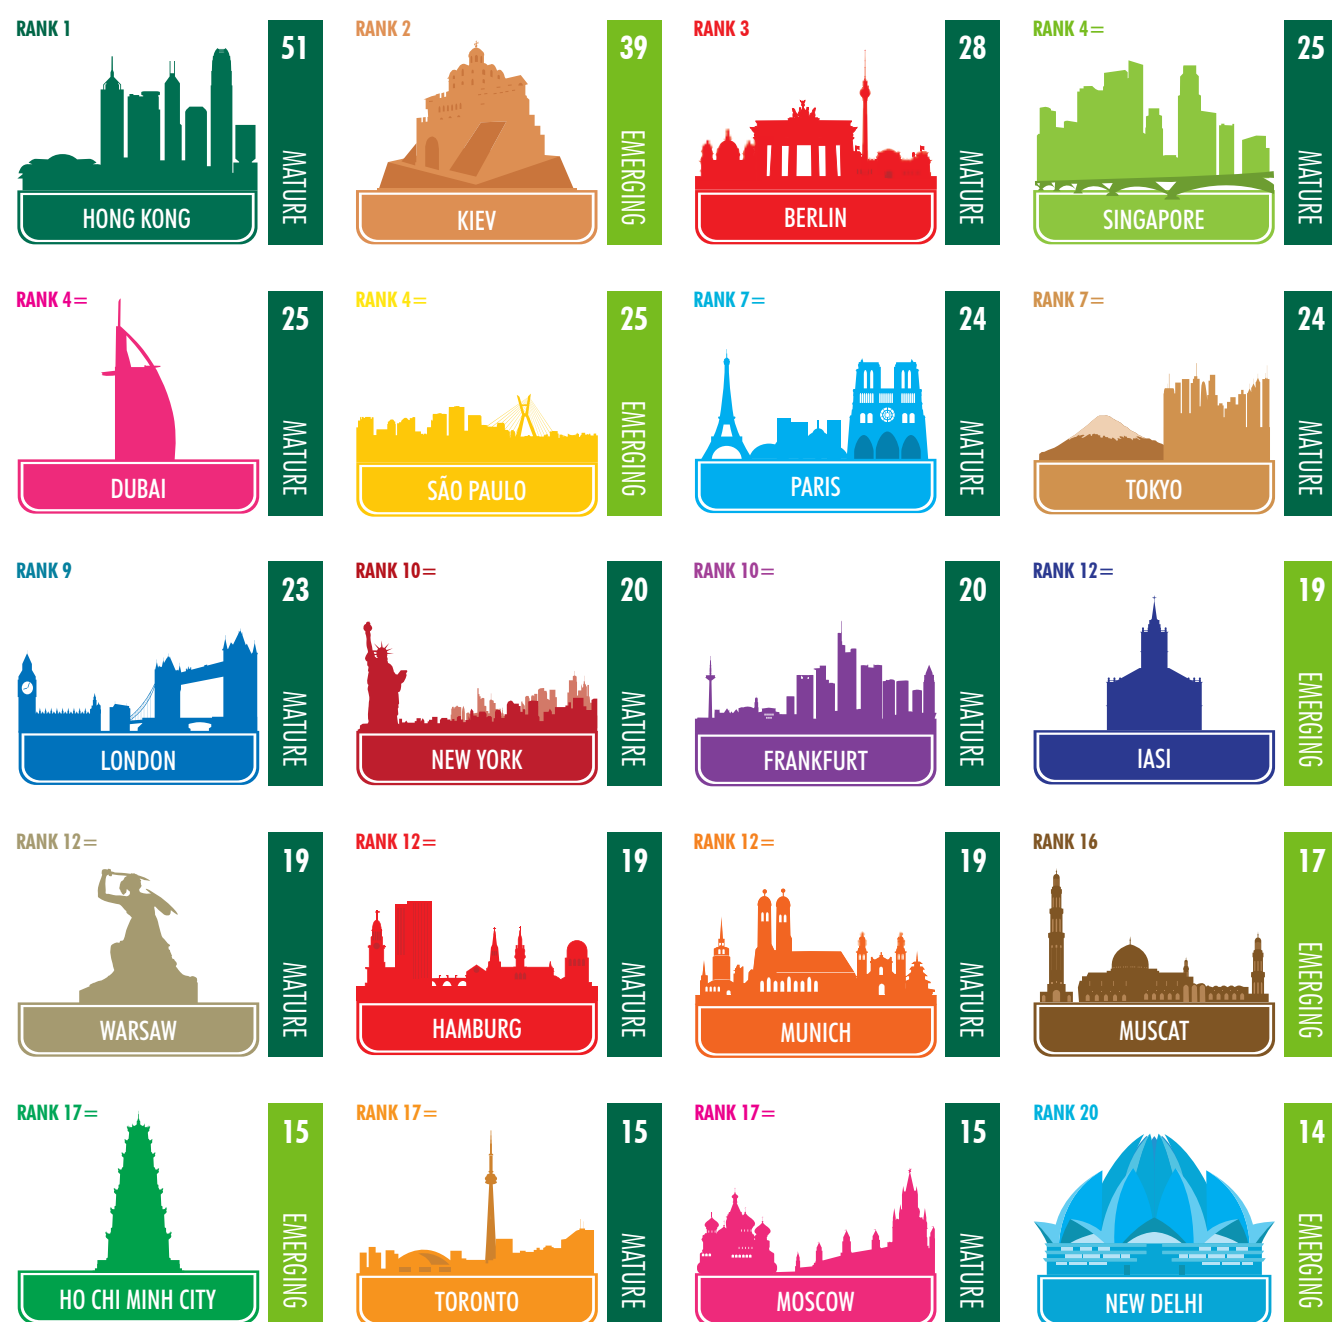 RANK 1
51
MATURE
HONG KONG
RANK 2
39
EMERGING
KIEV
RANK 3
28
MATURE
BERLIN
RANK 4=
25
MATURE
SINGAPORE
RANK 4=
25
MATURE
DUBAI
RANK 4=
25
EMERGING
SÃO PAULO
RANK 7=
24
MATURE
PARIS
RANK 7=
24
MATURE
TOKYO
RANK 9
23
MATURE
LONDON
RANK 10=
20
MATURE
NEW YORK
RANK 10=
20
MATURE
FRANKFURT
RANK 12=
19
EMERGING
IASI
RANK 12=
19
MATURE
WARSAW
RANK 12=
19
MATURE
HAMBURG
RANK 12=
19
MATURE
MUNICH
RANK 16
17
EMERGING
MUSCAT
RANK 17=
15
EMERGING
HO CHI MINH CITY
RANK 17=
15
MATURE
TORONTO
RANK 17=
15
MATURE
MOSCOW
RANK 20
14
EMERGING
NEW DELHI